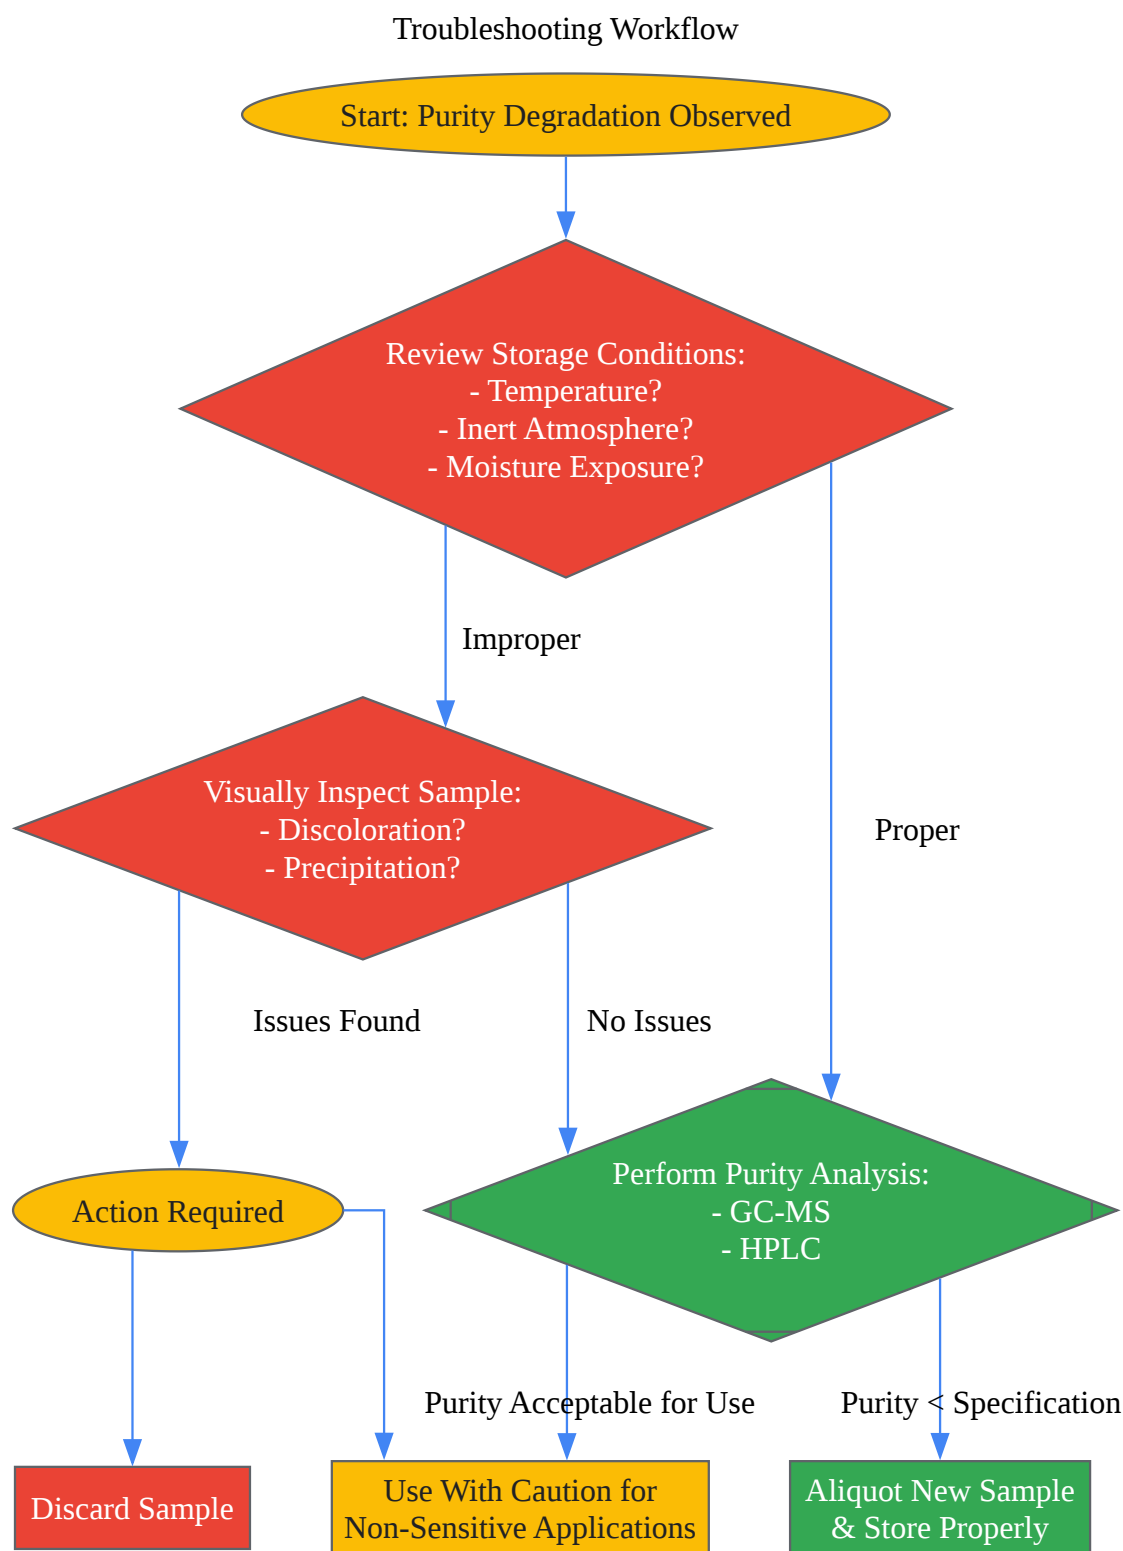 Troubleshooting Workflow
Start: Purity Degradation Observed
Review Storage Conditions:
- Temperature?
- Inert Atmosphere?
- Moisture Exposure?
Improper
Visually Inspect Sample:
- Discoloration?
- Precipitation?
Proper
Issues Found
No Issues
Action Required
Perform Purity Analysis:
- GC-MS
- HPLC
Purity Acceptable for Use
Purity < Specification
Discard Sample
Use With Caution for
Non-Sensitive Applications
Aliquot New Sample
& Store Properly